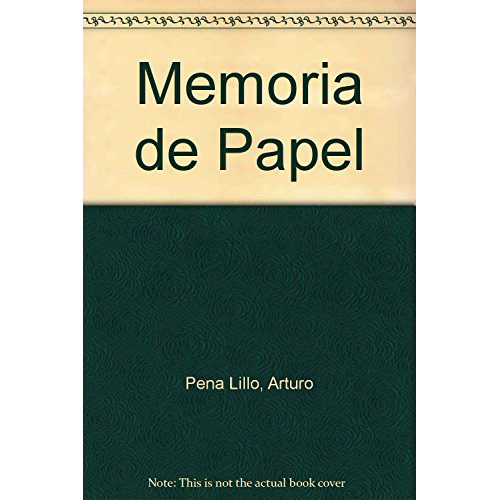 Memoria
de Papel
Pena Lillo, Arturo
Note: This is not the actual book cover